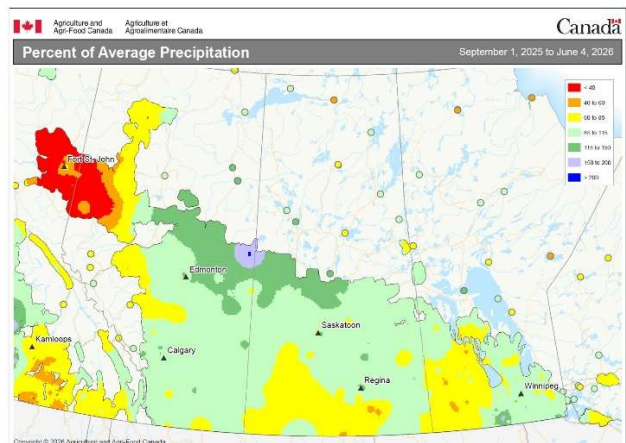 Agriculture and Agri-Food Canada
Agriculture et Agroalimentaire Canada
Canada
Percent of Average Precipitation
September 1, 2025 to June 4, 2026
< 40
40 to 60
60 to 85
85 to 115
115 to 150
150 to 200
> 200
Fort St. John
Edmonton
Saskatoon
Kamloops
Calgary
Regina
Winnipeg
Copyright © 2026 Agriculture and Agri-Food Canada